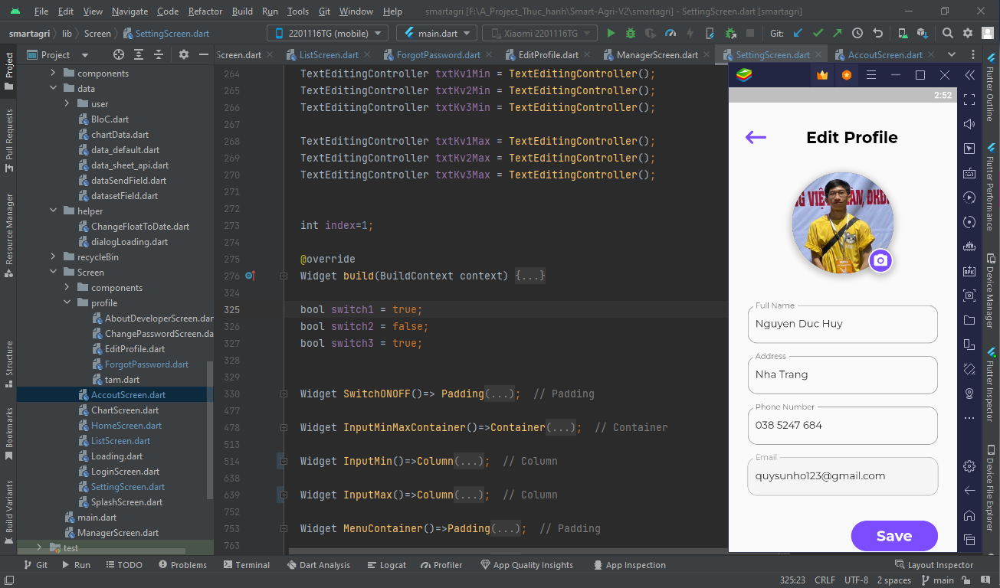 File Edit View Navigate Code Refactor Build Run Tools Git Window Help smartagri [F:\A_Project_Thuc_hanh\Smart-Agri-V2\smartagri] - SettingScreen.dart [smartagri]
smartagri lib Screen SettingScreen.dart 2201116TG (mobile) main.dart Xiaomi 2201116TG Git:
Project Screen.dart ListScreen.dart ForgotPassword.dart EditProfile.dart ManagerScreen.dart SettingScreen.dart AccoutScreen.dart
Project
Pull Requests
Resource Manager
Structure
Bookmarks
Build Variants
components
data
user
BloC.dart
chartData.dart
data_default.dart
data_sheet_api.dart
dataSendField.dart
datasetField.dart
helper
ChangeFloatToDate.dart
dialogLoading.dart
recycleBin
Screen
components
profile
AboutDeveloperScreen.dar
ChangePasswordScreen.da
EditProfile.dart
ForgotPassword.dart
tam.dart
AccoutScreen.dart
ChartScreen.dart
HomeScreen.dart
ListScreen.dart
Loading.dart
LoginScreen.dart
SettingScreen.dart
SplashScreen.dart
main.dart
ManagerScreen.dart
test
264 TextEditingController txtKv1Min = TextEditingController();
265 TextEditingController txtKv2Min = TextEditingController();
266 TextEditingController txtKv3Min = TextEditingController();
267
268 TextEditingController txtKv1Max = TextEditingController();
269 TextEditingController txtKv2Max = TextEditingController();
270 TextEditingController txtKv3Max = TextEditingController();
271
272
273 int index=1;
274
275 @override
276 Widget build(BuildContext context) {...}
324
325 bool switch1 = true;
326 bool switch2 = false;
327 bool switch3 = true;
328
329
330 Widget SwitchONOFF()=> Padding(...); // Padding
477
478 Widget InputMinMaxContainer()=>Container(...); // Container
513
514 Widget InputMin()=>Column(...); // Column
638
639 Widget InputMax()=>Column(...); // Column
752
753 Widget MenuContainer()=>Padding(...); // Padding
763
2:52
Edit Profile
Full Name
Nguyen Duc Huy
Address
Nha Trang
Phone Number
038 5247 684
Email
quysunho123@gmail.com
Save
APK
Flutter Outline
Flutter Performance
Device Manager
Flutter Inspector
Device File Explorer
Git Run TODO Problems Terminal Dart Analysis Logcat Profiler App Quality Insights App Inspection Layout Inspector
325:23 CRLF UTF-8 2 spaces main